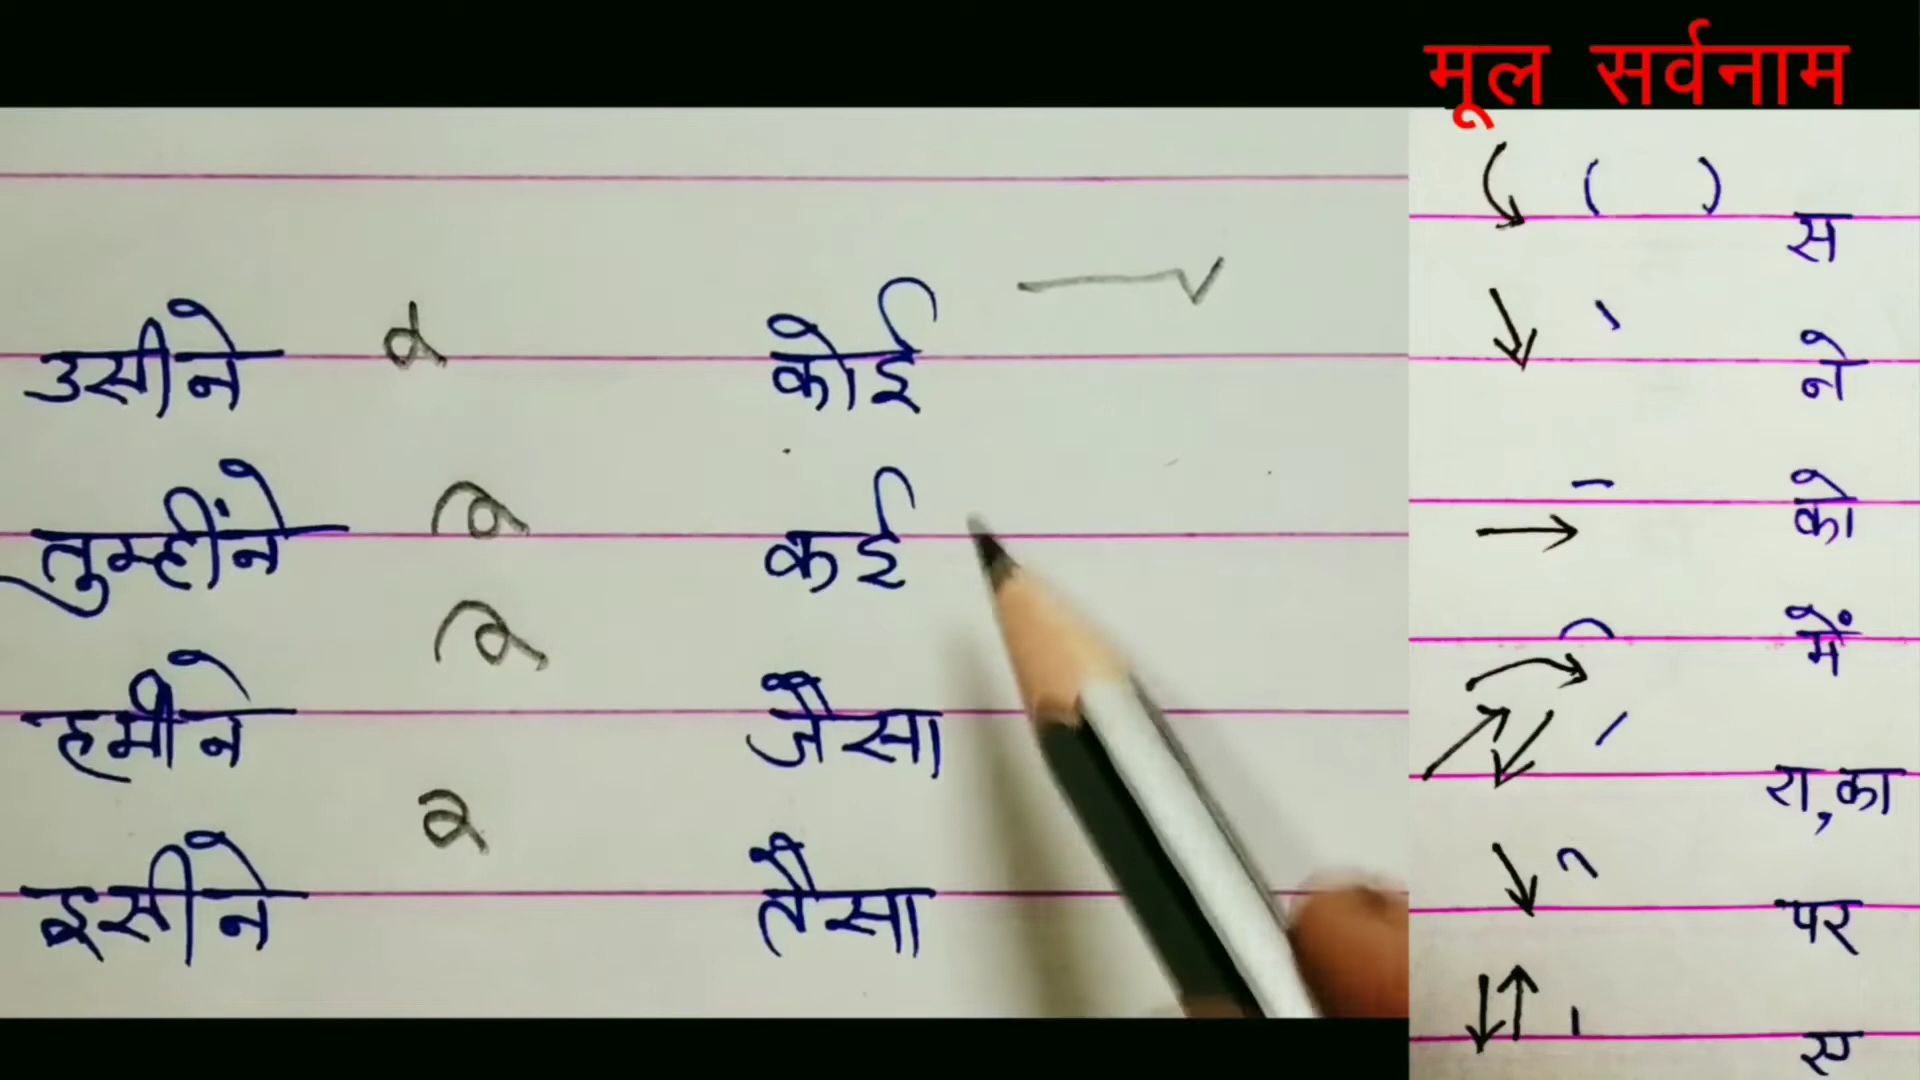 मूल सर्वनाम
उसीने कोई
तुम्हींने कई
हमीने जैसा
इसीने तैसा
स
ने
को
में
रा, का
पर